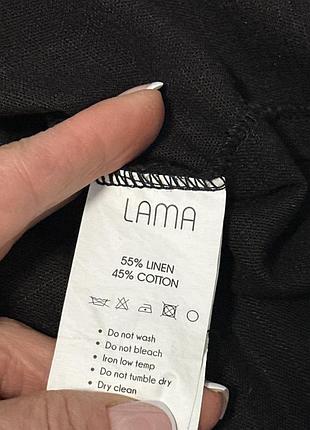 LAMA
55% LINEN
45% COTTON
• Do not wash
• Do not bleach
• Iron low temp
• Do not tumble dry
• Dry clean